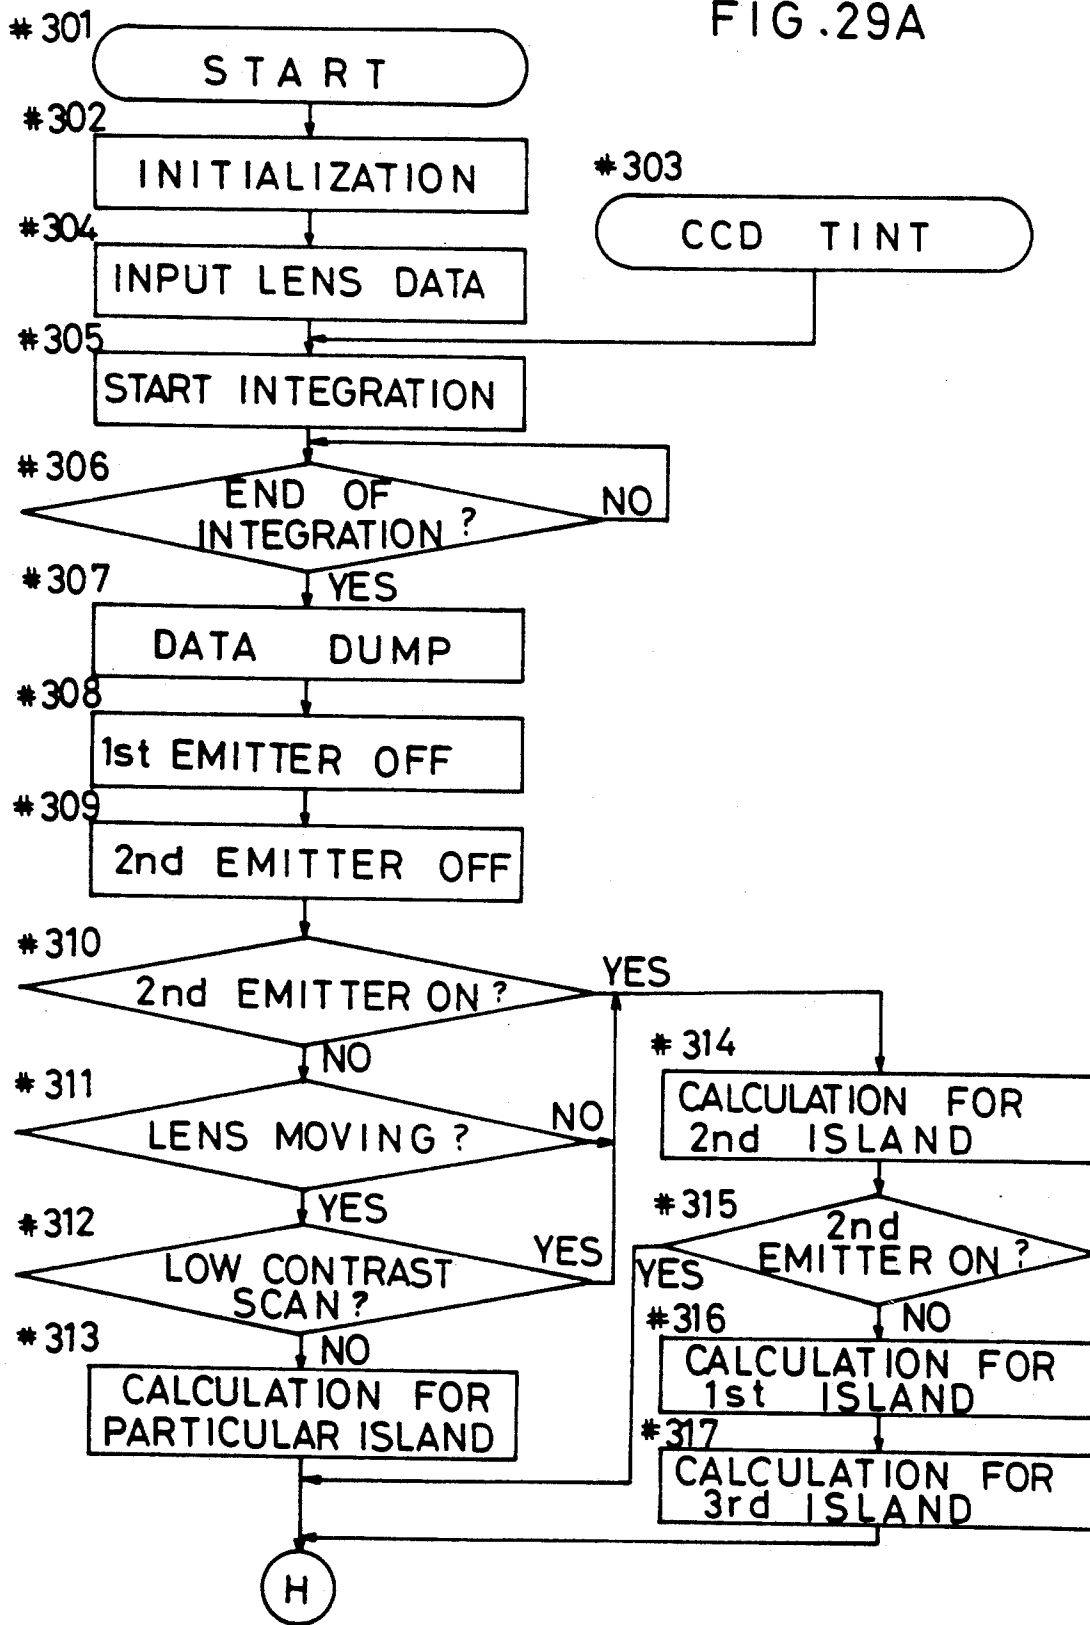 FIG.29A
#301
START
#302
INITIALIZATION
#303
CCD TINT
#304
INPUT LENS DATA
#305
START INTEGRATION
#306
END OF
INTEGRATION ?
NO
YES
#307
DATA DUMP
#308
1st EMITTER OFF
#309
2nd EMITTER OFF
#310
2nd EMITTER ON ?
YES
NO
#311
LENS MOVING ?
NO
YES
#312
LOW CONTRAST
SCAN ?
YES
NO
#313
CALCULATION FOR
PARTICULAR ISLAND
#314
CALCULATION FOR
2nd ISLAND
#315
2nd
EMITTER ON ?
YES
NO
#316
CALCULATION FOR
1st ISLAND
#317
CALCULATION FOR
3rd ISLAND
H